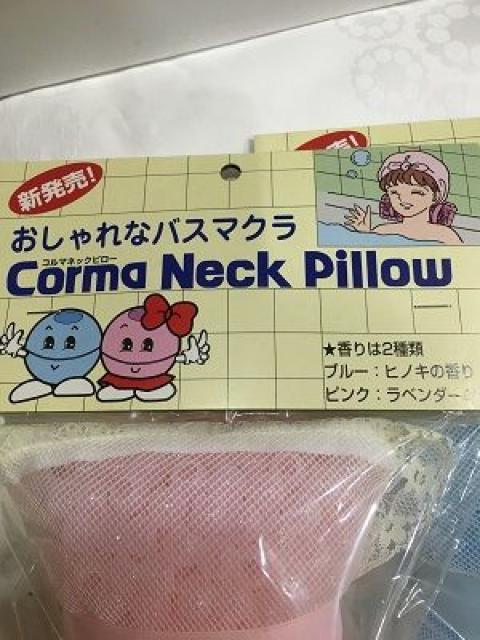 新発売!
売!
おしゃれなバスマクラ
コルマネックピロー
Corma Neck Pillow
★香りは2種類
ブルー：ヒノキの香り
ピンク：ラベンダー